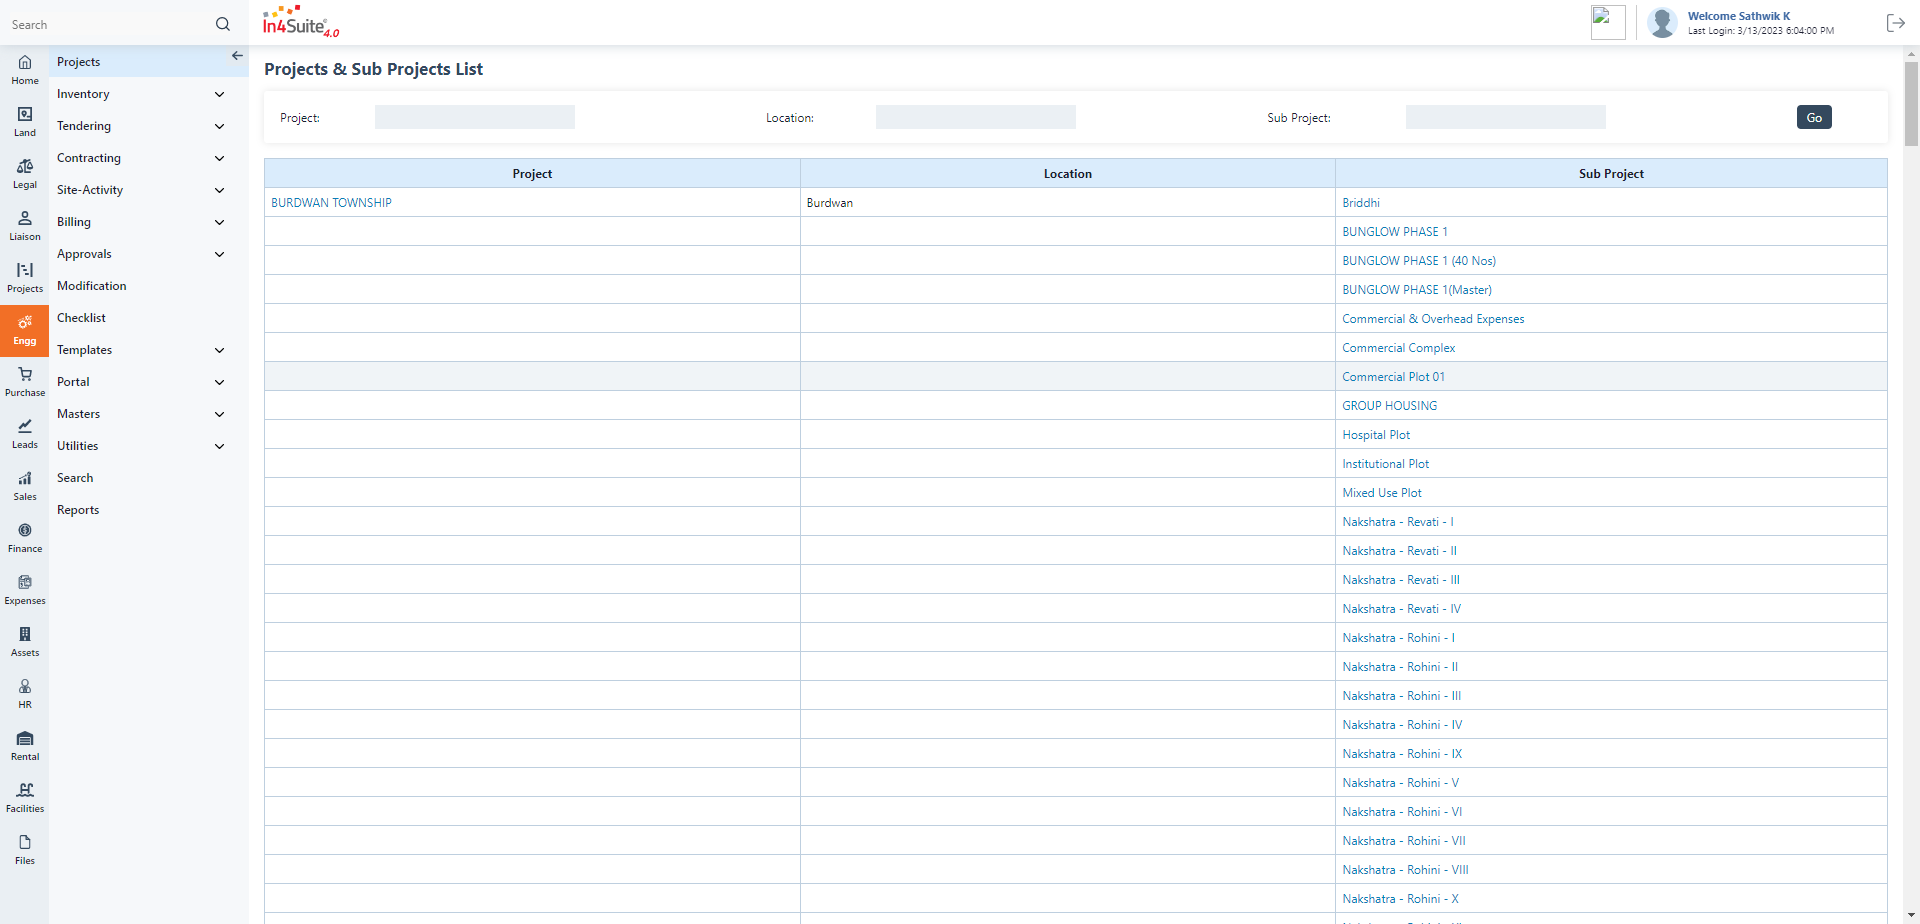 Search
In4Suite® 4.0
Welcome Sathwik K
Last Login: 3/13/2023 6:04:00 PM
Home
Land
Legal
Liaison
Projects
Engg
Purchase
Leads
Sales
Finance
Expenses
Assets
HR
Rental
Facilities
Files
Projects
Inventory
Tendering
Contracting
Site-Activity
Billing
Approvals
Modification
Checklist
Templates
Portal
Masters
Utilities
Search
Reports
Projects & Sub Projects List
Project: Location: Sub Project: Go
Project Location Sub Project
BURDWAN TOWNSHIP Burdwan Briddhi
BUNGLOW PHASE 1
BUNGLOW PHASE 1 (40 Nos)
BUNGLOW PHASE 1(Master)
Commercial & Overhead Expenses
Commercial Complex
Commercial Plot 01
GROUP HOUSING
Hospital Plot
Institutional Plot
Mixed Use Plot
Nakshatra - Revati - I
Nakshatra - Revati - II
Nakshatra - Revati - III
Nakshatra - Revati - IV
Nakshatra - Rohini - I
Nakshatra - Rohini - II
Nakshatra - Rohini - III
Nakshatra - Rohini - IV
Nakshatra - Rohini - IX
Nakshatra - Rohini - V
Nakshatra - Rohini - VI
Nakshatra - Rohini - VII
Nakshatra - Rohini - VIII
Nakshatra - Rohini - X